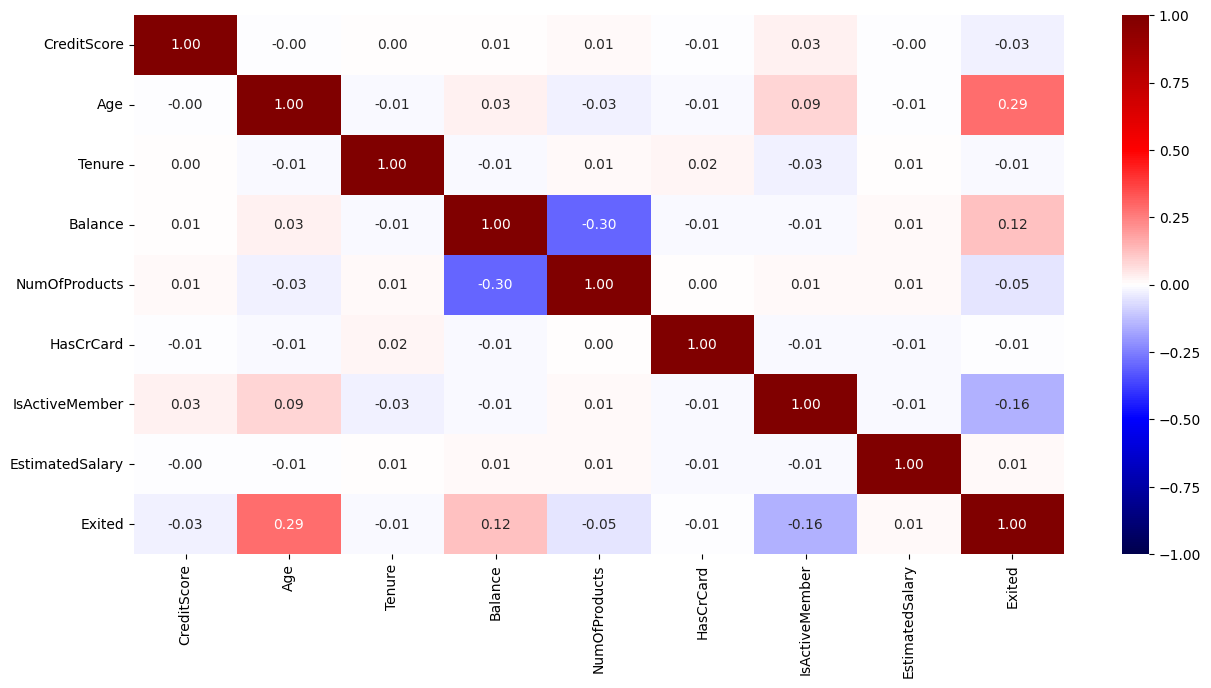 CreditScore 1.00 -0.00 0.00 0.01 0.01 -0.01 0.03 -0.00 -0.03
Age -0.00 1.00 -0.01 0.03 -0.03 -0.01 0.09 -0.01 0.29
Tenure 0.00 -0.01 1.00 -0.01 0.01 0.02 -0.03 0.01 -0.01
Balance 0.01 0.03 -0.01 1.00 -0.30 -0.01 -0.01 0.01 0.12
NumOfProducts 0.01 -0.03 0.01 -0.30 1.00 0.00 0.01 0.01 -0.05
HasCrCard -0.01 -0.01 0.02 -0.01 0.00 1.00 -0.01 -0.01 -0.01
IsActiveMember 0.03 0.09 -0.03 -0.01 0.01 -0.01 1.00 -0.01 -0.16
EstimatedSalary -0.00 -0.01 0.01 0.01 0.01 -0.01 -0.01 1.00 0.01
Exited -0.03 0.29 -0.01 0.12 -0.05 -0.01 -0.16 0.01 1.00
CreditScore
Age
Tenure
Balance
NumOfProducts
HasCrCard
IsActiveMember
EstimatedSalary
Exited
1.00
0.75
0.50
0.25
0.00
−0.25
−0.50
−0.75
−1.00